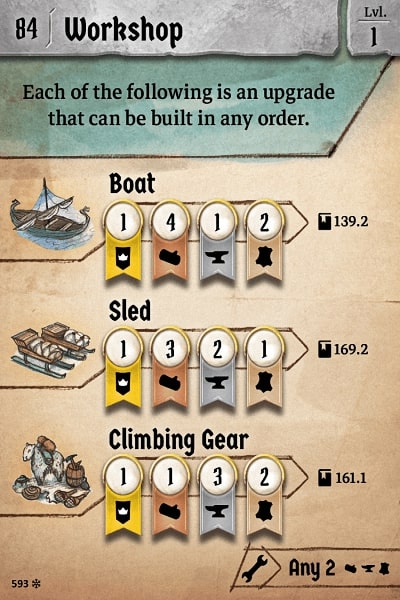 84 Workshop
Lvl.
1
Each of the following is an upgrade
that can be built in any order.
Boat
1 4 1 2 139.2
Sled
1 3 2 1 169.2
Climbing Gear
1 1 3 2 161.1
Any 2
593